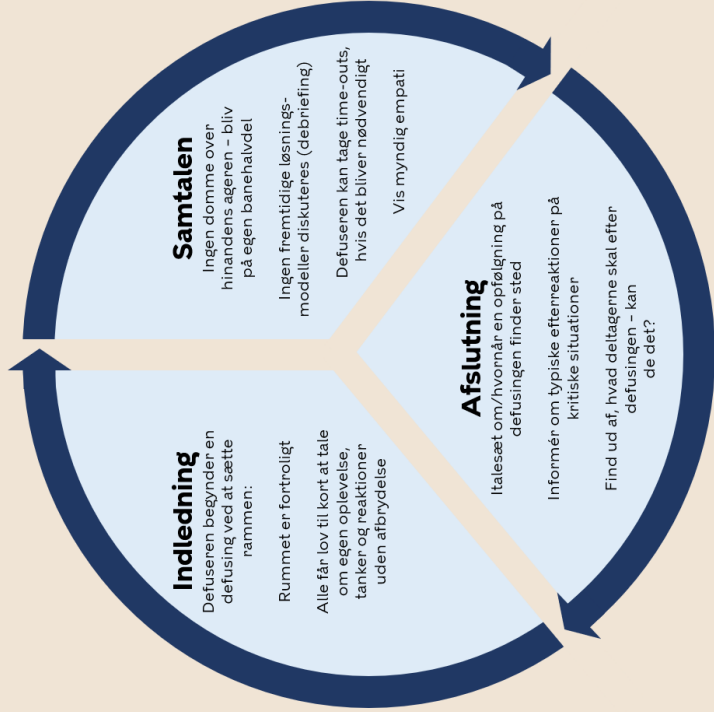 Indledning
Defuseren begynder en
defusing ved at sætte
rammen:
Rummet er fortroligt
Alle får lov til kort at tale
om egen oplevelse,
tanker og reaktioner
uden afbrydelse
Samtalen
Ingen domme over
hinandens ageren – bliv
på egen banehalvdel
Ingen fremtidige løsnings-
modeller diskuteres (debriefing)
Defuseren kan tage time-outs,
hvis det bliver nødvendigt
Vis myndig empati
Afslutning
Italesæt om/hvornår en opfølgning på
defusingen finder sted
Informér om typiske efterreaktioner på
kritiske situationer
Find ud af, hvad deltagerne skal efter
defusingen – kan
de det?